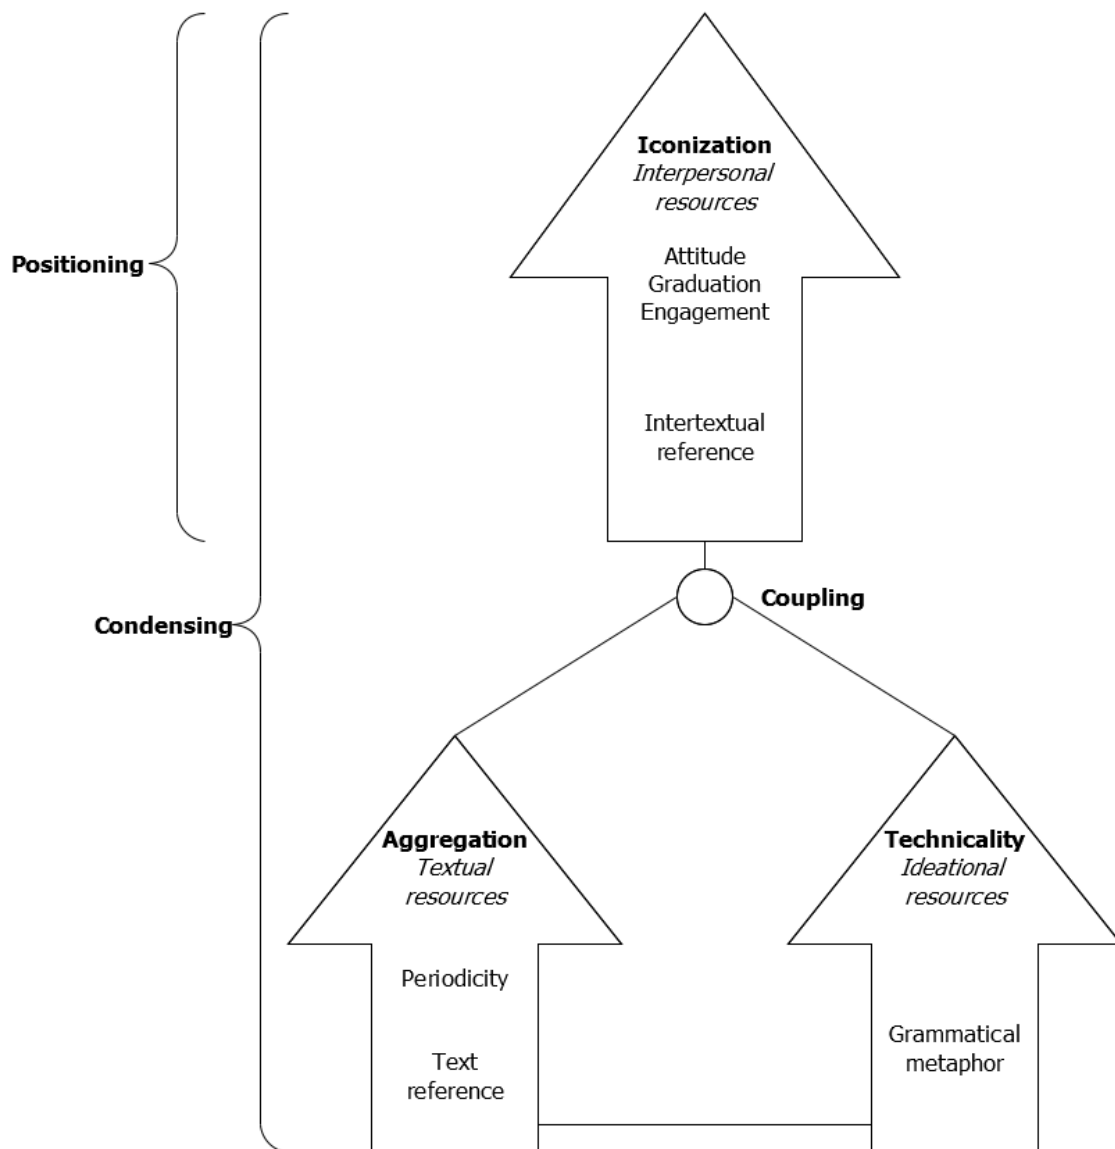 Iconization
Interpersonal
resources
Attitude
Graduation
Engagement
Positioning
Intertextual
reference
Coupling
Condensing
Aggregation
Textual
resources
Periodicity
Text
reference
Technicality
Ideational
resources
Grammatical
metaphor